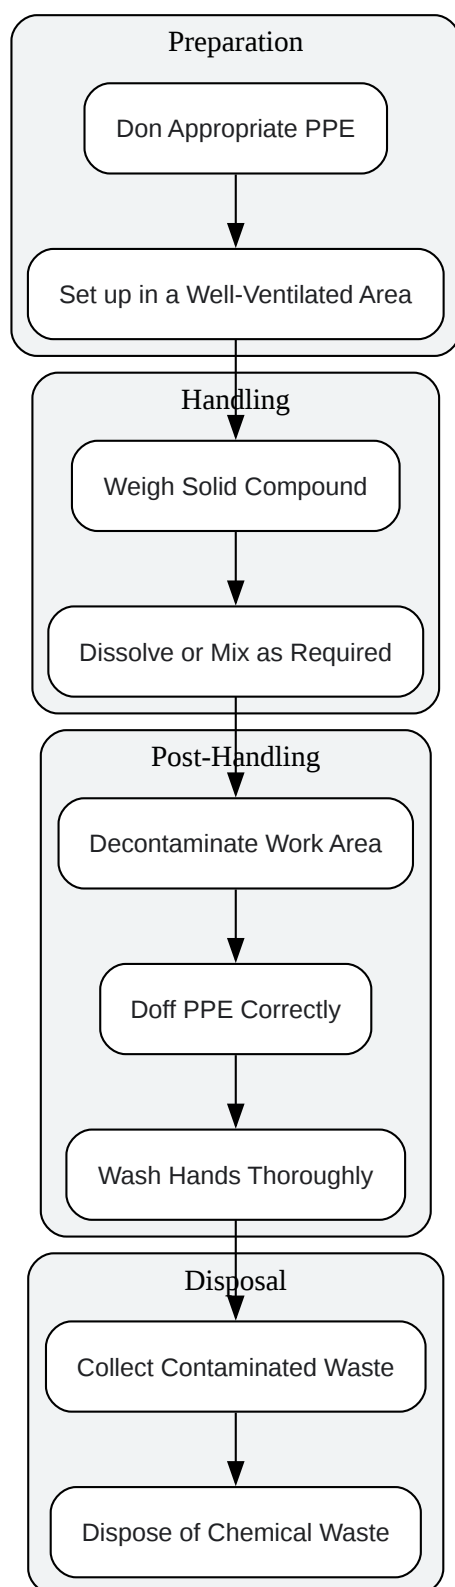 Preparation
Don Appropriate PPE
Set up in a Well-Ventilated Area
Handling
Weigh Solid Compound
Dissolve or Mix as Required
Post-Handling
Decontaminate Work Area
Doff PPE Correctly
Wash Hands Thoroughly
Disposal
Collect Contaminated Waste
Dispose of Chemical Waste